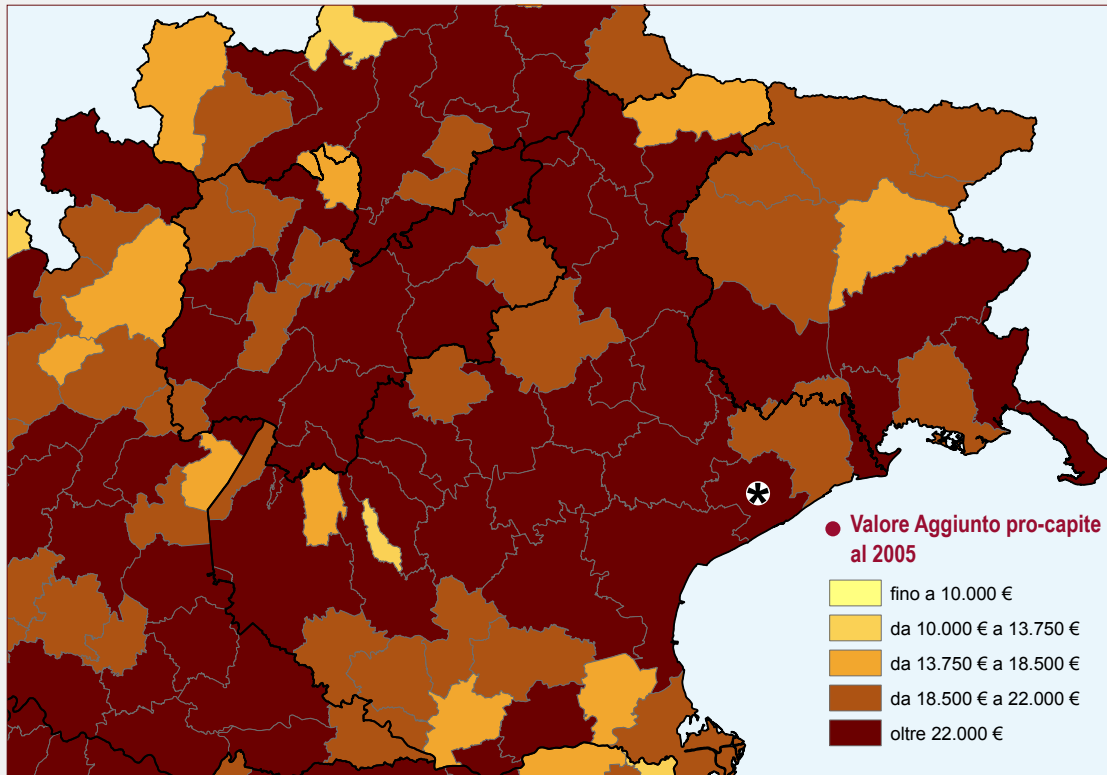 *
Valore Aggiunto pro-capite
al 2005
fino a 10.000 €
da 10.000 € a 13.750 €
da 13.750 € a 18.500 €
da 18.500 € a 22.000 €
oltre 22.000 €